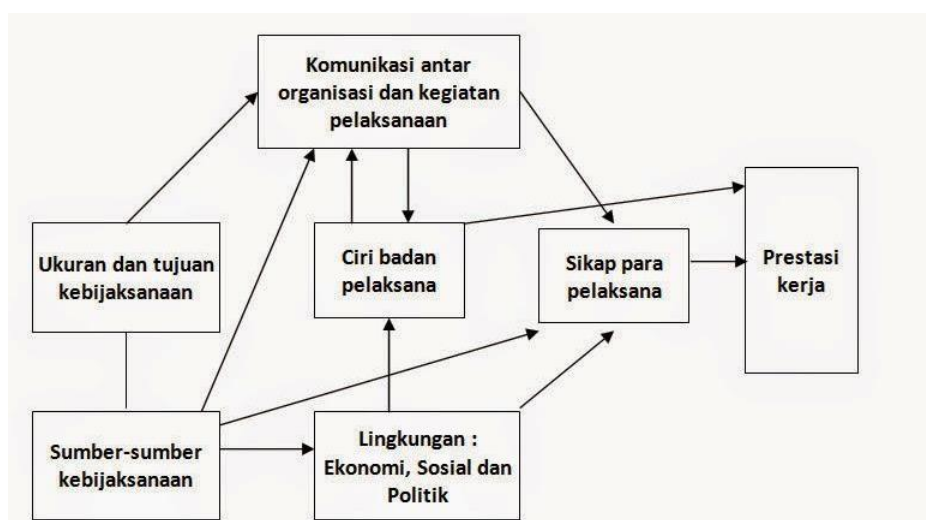 Komunikasi antar
organisasi dan kegiatan
pelaksanaan
Ukuran dan tujuan
kebijaksanaan
Ciri badan
pelaksana
Sikap para
pelaksana
Prestasi
kerja
Sumber-sumber
kebijaksanaan
Lingkungan :
Ekonomi, Sosial dan
Politik